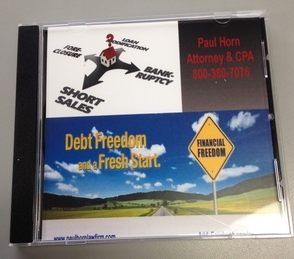 LOAN
MODIFICATION
FORE-
CLOSURE
BANK-
RUPTCY
SHORT
SALES
Paul Horn
Attorney & CPA
800-380-7076
Debt Freedom
and a Fresh Start.
FINANCIAL
FREEDOM
www.paulhornlawfirm.com